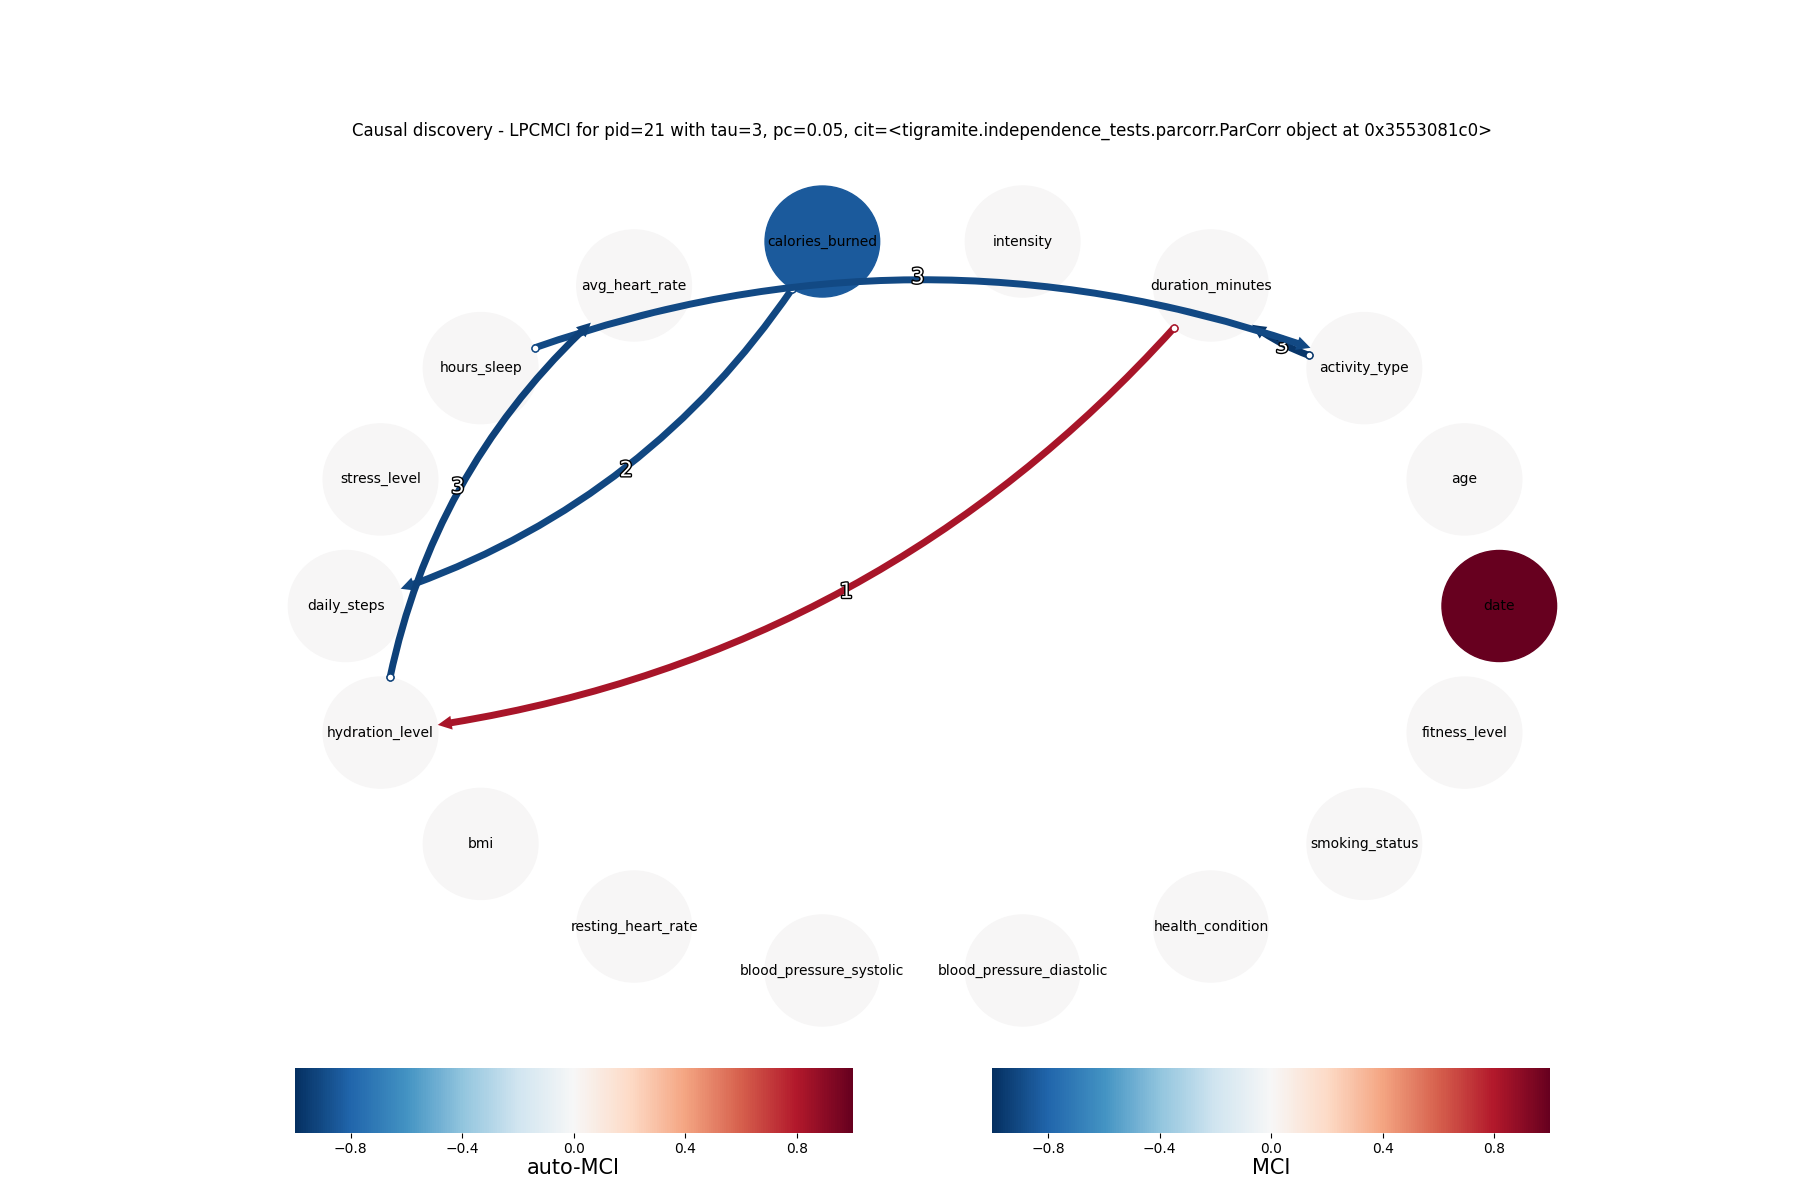 Causal discovery - LPCMCI for pid=21 with tau=3, pc=0.05, cit=<tigramite.independence_tests.parcorr.ParCorr object at 0x3553081c0>
calories_burned
intensity
avg_heart_rate
3
duration_minutes
hours_sleep
3
activity_type
stress_level
3
2
age
daily_steps
1
date
hydration_level
fitness_level
bmi
smoking_status
resting_heart_rate
health_condition
blood_pressure_systolic
blood_pressure_diastolic
−0.8 −0.4 0.0 0.4 0.8
auto-MCI
−0.8 −0.4 0.0 0.4 0.8
MCI